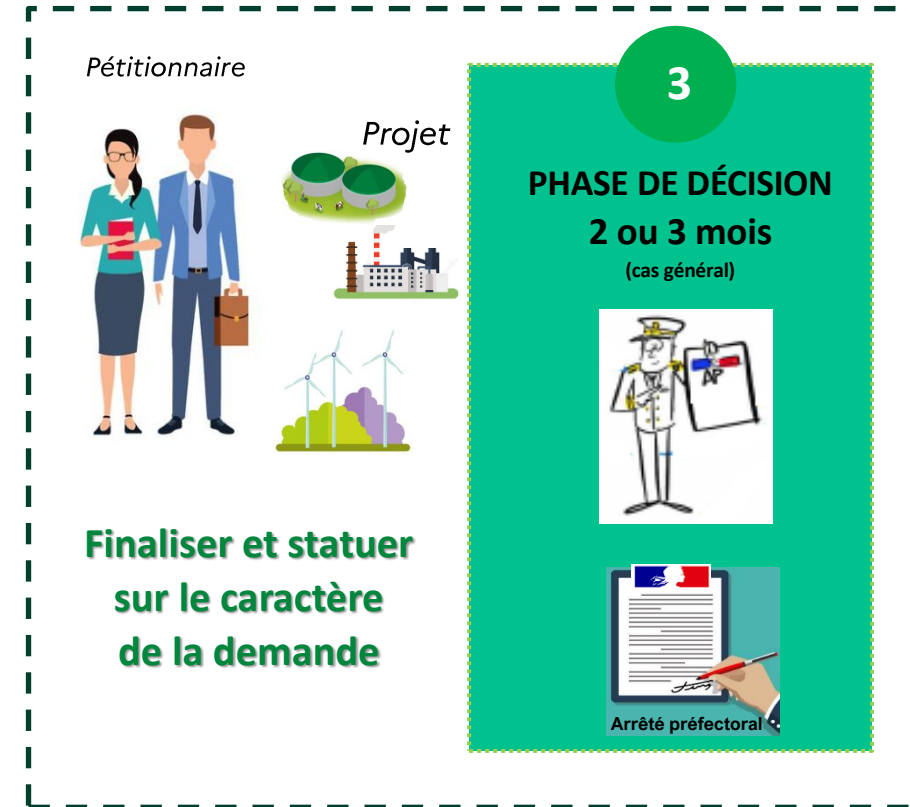 Pétitionnaire
Projet
Finaliser et statuer
sur le caractère
de la demande
3
PHASE DE DÉCISION
2 ou 3 mois
(cas général)
AP
Arrêté préfectoral